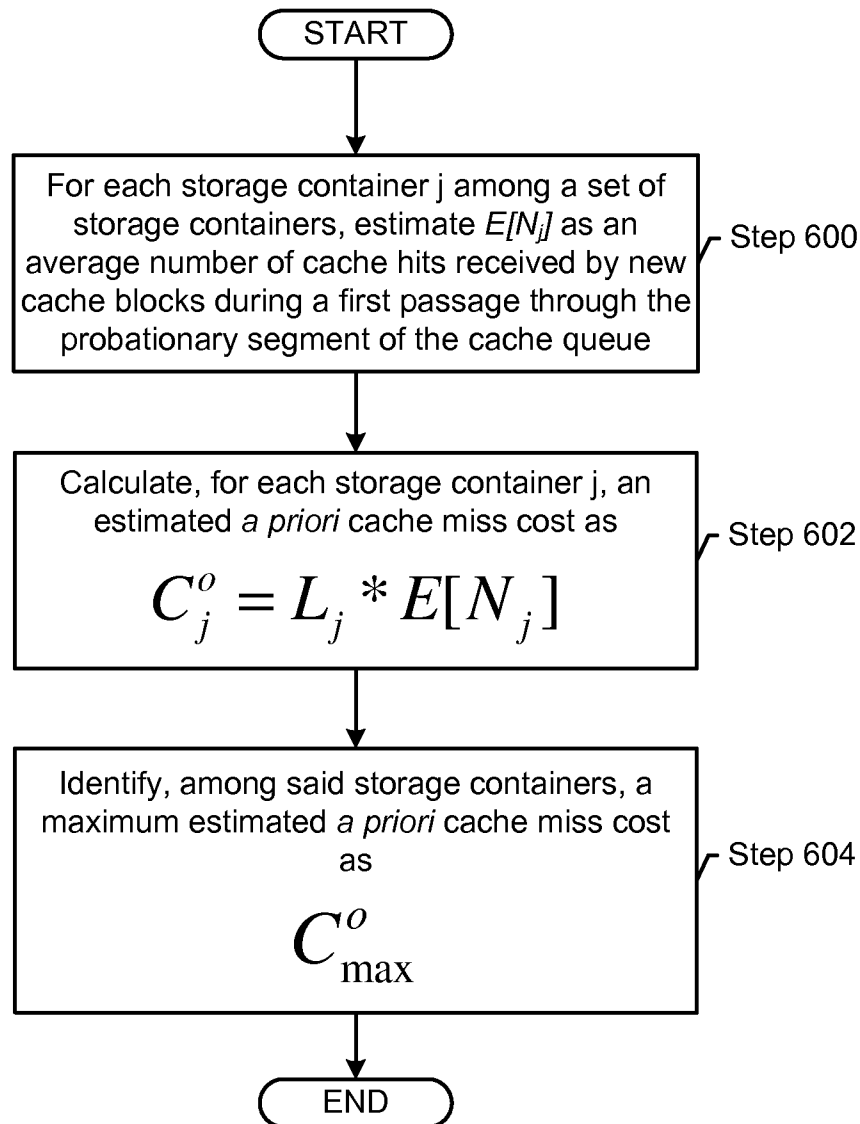 START
For each storage container j among a set of
storage containers, estimate E[N_j] as an
average number of cache hits received by new
cache blocks during a first passage through the
probationary segment of the cache queue
Step 600
Calculate, for each storage container j, an
estimated a priori cache miss cost as
C_j^o = L_j * E[N_j]
Step 602
Identify, among said storage containers, a
maximum estimated a priori cache miss cost
as
C_max^o
Step 604
END